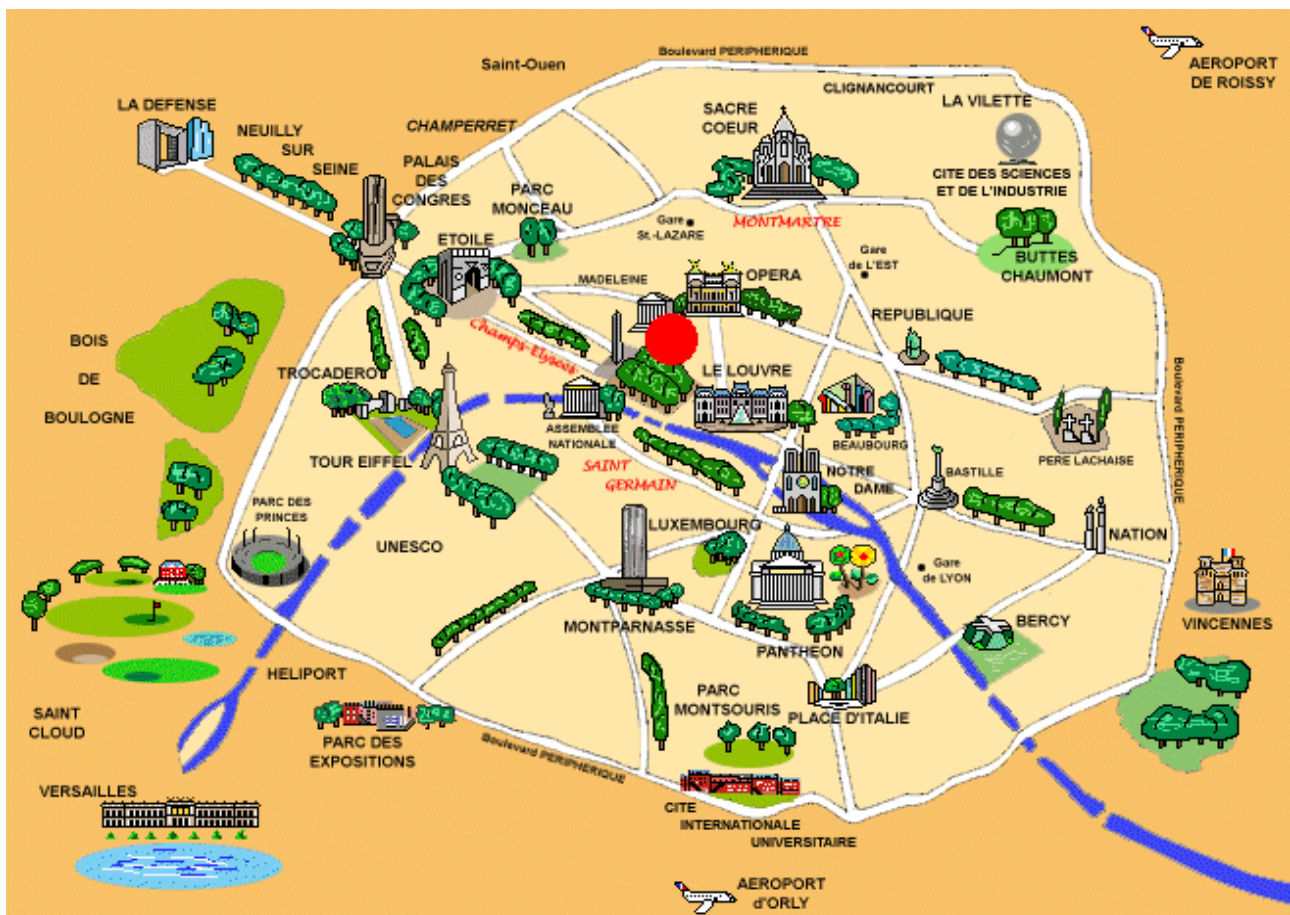 Boulevard PERIPHERIQUE
AEROPORT
DE ROISSY
Saint-Ouen
CLIGNANCOURT
LA VILETTE
LA DEFENSE
SACRE
COEUR
CHAMPERRET
NEUILLY
SUR
SEINE
PALAIS
DES
CONGRES
CITE DES SCIENCES
ET DE L'INDUSTRIE
PARC
MONCEAU
Gare
St.-LAZARE
MONTMARTRE
ETOILE
Gare
de L'EST
BUTTES
CHAUMONT
MADELEINE
OPERA
REPUBLIQUE
BOIS
DE
BOULOGNE
Champs-Elysees
TROCADERO
LE LOUVRE
Boulevard PERIPHERIQUE
ASSEMBLEE
NATIONALE
BEAUBOURG
PERE LACHAISE
TOUR EIFFEL
SAINT
GERMAIN
NOTRE
DAME
BASTILLE
PARC DES
PRINCES
UNESCO
LUXEMBOURG
NATION
Gare
de LYON
MONTPARNASSE
PANTHEON
BERCY
VINCENNES
HELIPORT
SAINT
CLOUD
PARC
MONTSOURIS
PLACE D'ITALIE
PARC DES
EXPOSITIONS
Boulevard PERIPHERIQUE
VERSAILLES
CITE
INTERNATIONALE
UNIVERSITAIRE
AEROPORT
d'ORLY